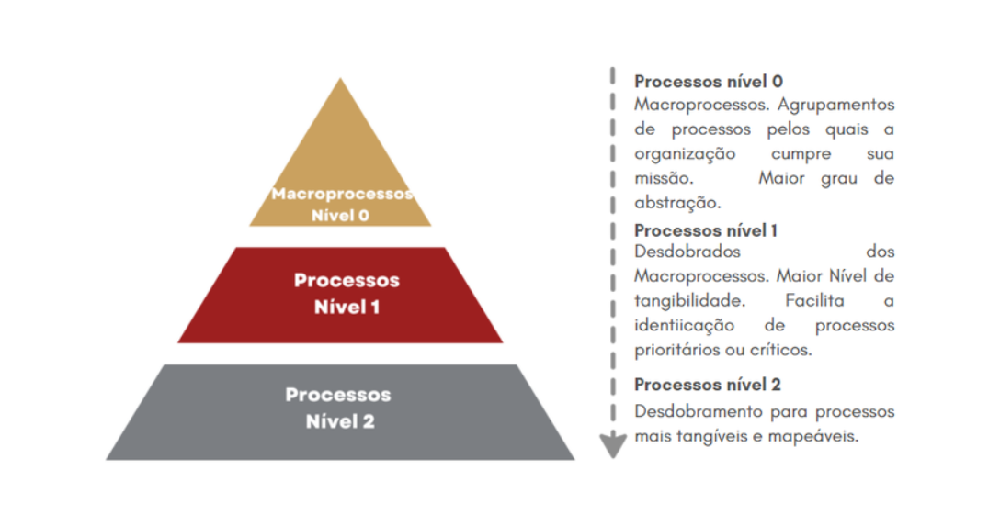 Macroprocessos
Nível 0
Processos
Nível 1
Processos
Nível 2
Processos nível 0
Macroprocessos. Agrupamentos
de processos pelos quais a
organização cumpre sua
missão. Maior grau de
abstração.
Processos nível 1
Desdobrados dos
Macroprocessos. Maior Nível de
tangibilidade. Facilita a
identiicação de processos
prioritários ou críticos.
Processos nível 2
Desdobramento para processos
mais tangíveis e mapeáveis.